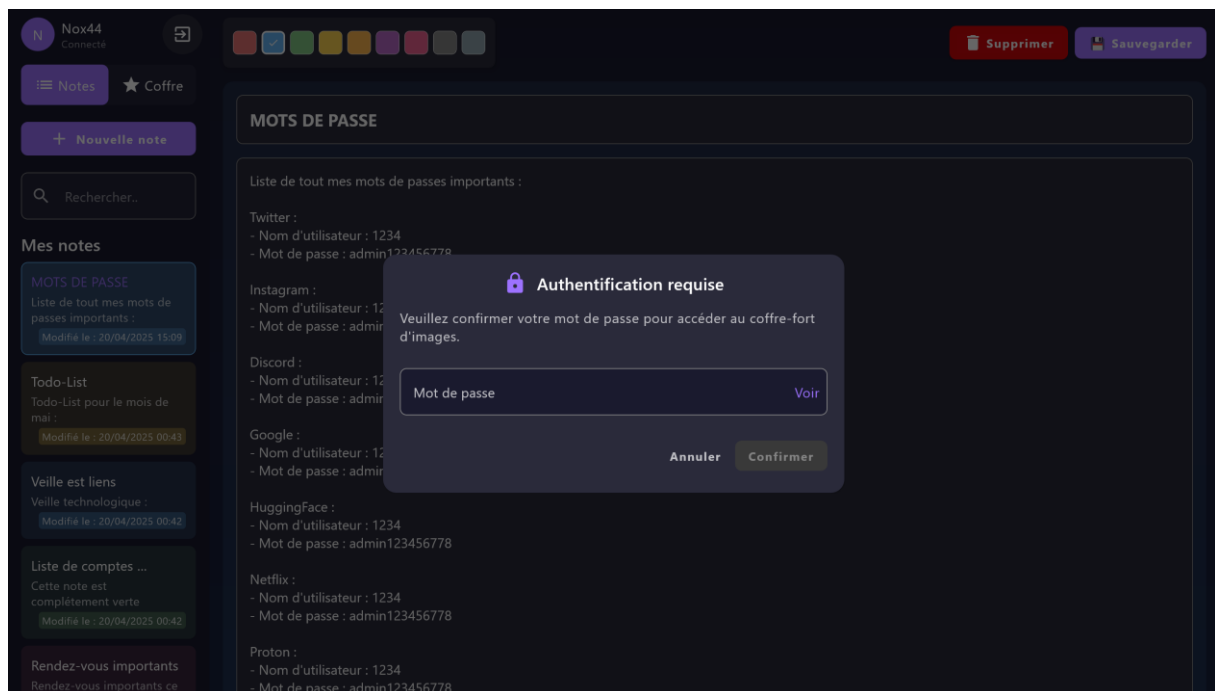 N
Nox44
Connecté
Notes
Coffre
+ Nouvelle note
Rechercher..
Mes notes
MOTS DE PASSE
Liste de tout mes mots de
passes importants :
Modifié le : 20/04/2025 15:09
Todo-List
Todo-List pour le mois de
mai :
Modifié le : 20/04/2025 00:43
Veille est liens
Veille technologique :
Modifié le : 20/04/2025 00:42
Liste de comptes ...
Cette note est
complétement verte
Modifié le : 20/04/2025 00:42
Rendez-vous importants
Rendez-vous importants ce
Supprimer
Sauvegarder
MOTS DE PASSE
Liste de tout mes mots de passes importants :
Twitter :
- Nom d'utilisateur : 1234
- Mot de passe : admin123456778
Instagram :
- Nom d'utilisateur : 12
- Mot de passe : admir
Discord :
- Nom d'utilisateur : 12
- Mot de passe : admir
Google :
- Nom d'utilisateur : 12
- Mot de passe : admir
HuggingFace :
- Nom d'utilisateur : 1234
- Mot de passe : admin123456778
Netflix :
- Nom d'utilisateur : 1234
- Mot de passe : admin123456778
Proton :
- Nom d'utilisateur : 1234
- Mot de passe : admin123456778
Authentification requise
Veuillez confirmer votre mot de passe pour accéder au coffre-fort
d'images.
Mot de passe
Voir
Annuler
Confirmer